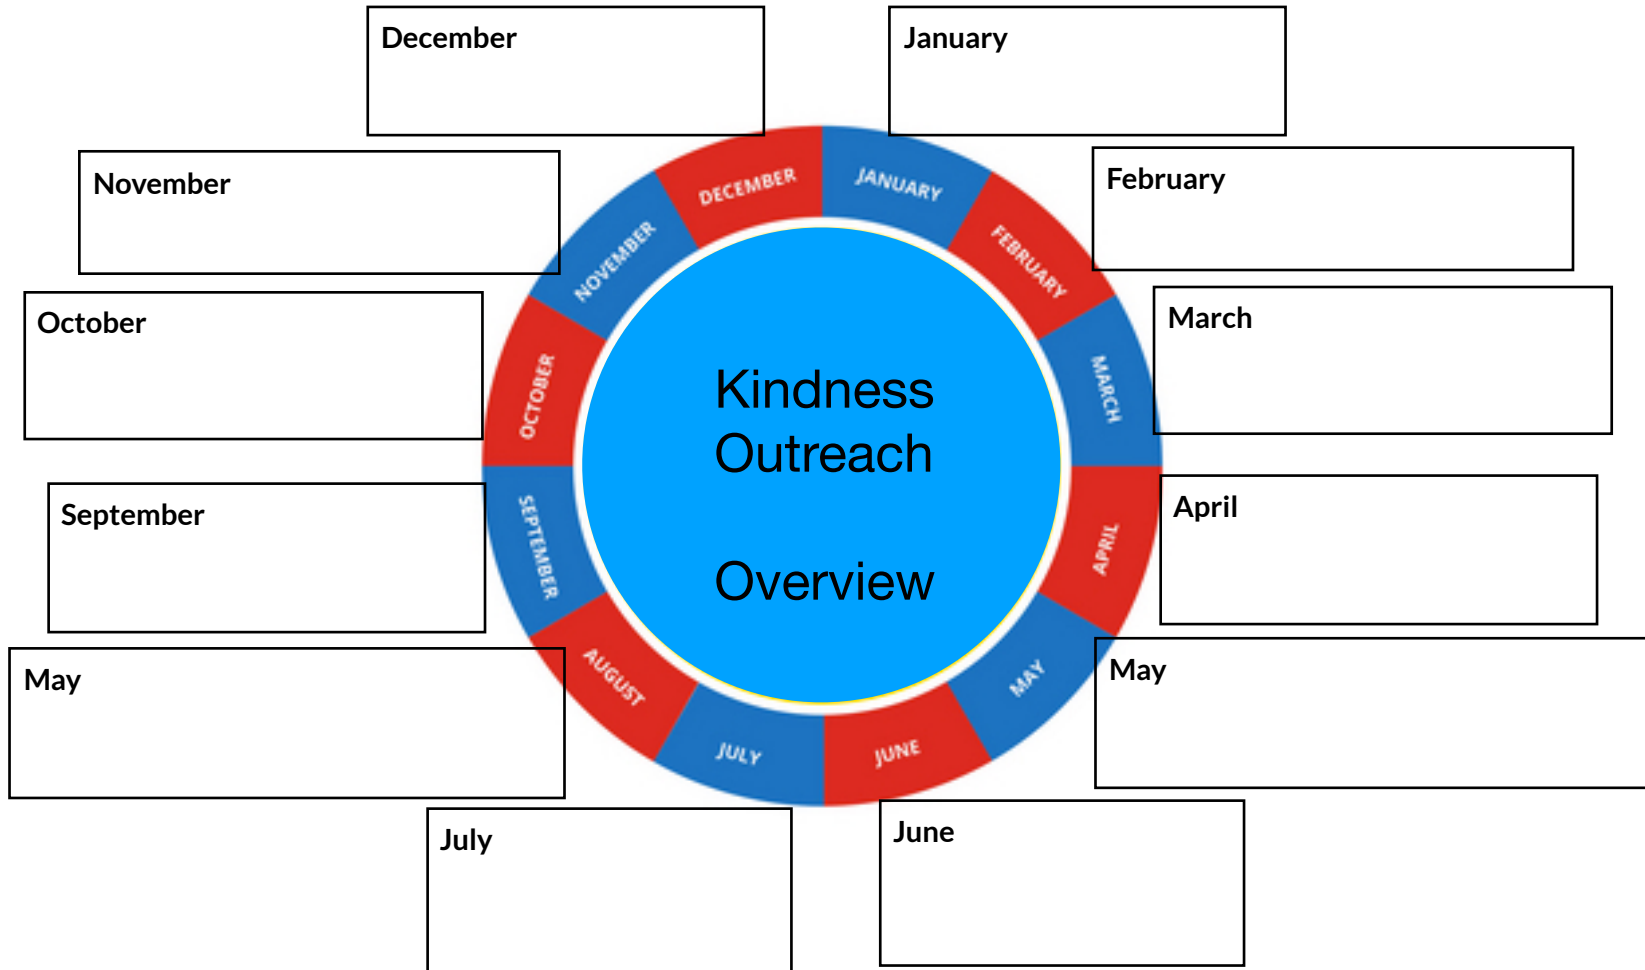 December
January
November
February
October
March
September
April
May
May
July
June
DECEMBER
JANUARY
NOVEMBER
FEBRUARY
OCTOBER
MARCH
SEPTEMBER
APRIL
AUGUST
MAY
JULY
JUNE
Kindness
Outreach
Overview